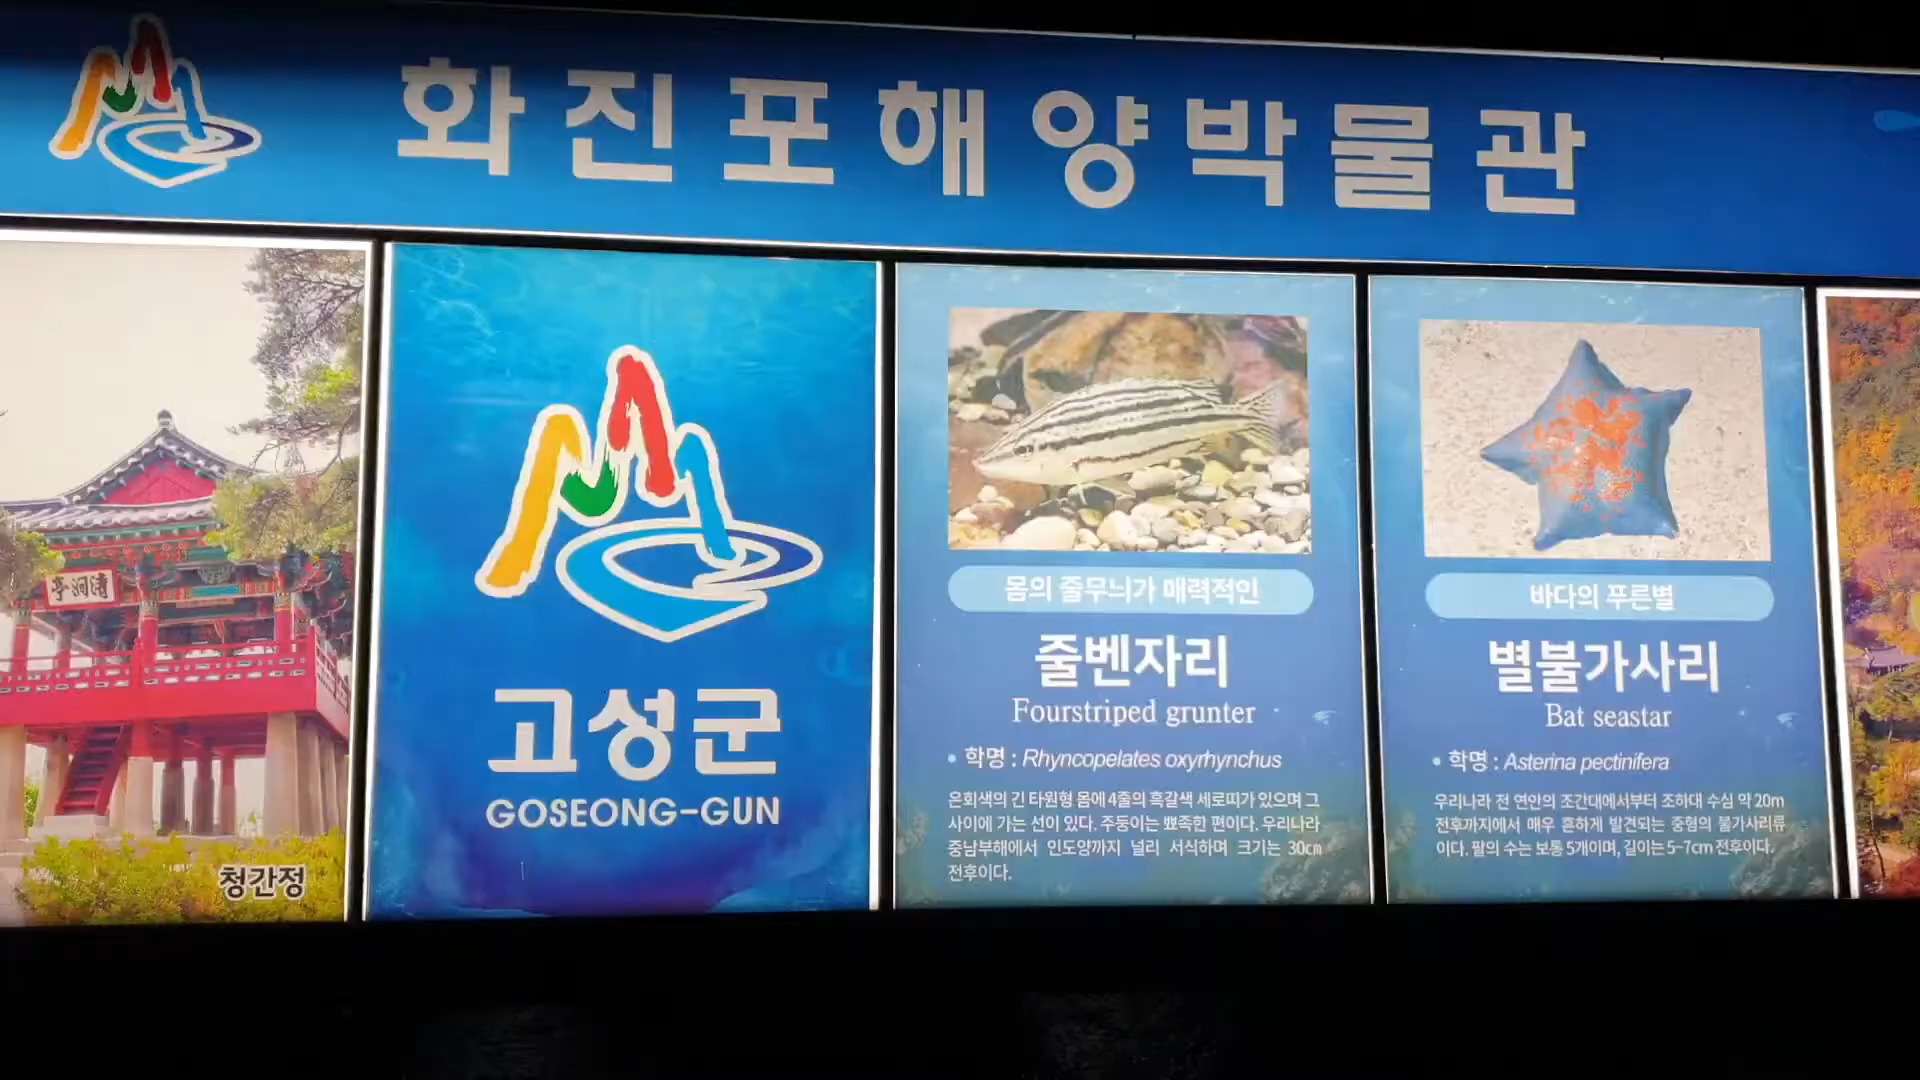 화진포해양박물관
淸澗亭
청간정
고성군
GOSEONG-GUN
몸의 줄무늬가 매력적인
줄벤자리
Fourstriped grunter
• 학명 : Rhyncopelates oxyrhynchus
은회색의 긴 타원형 몸에 4줄의 흑갈색 세로띠가 있으며 그
사이에 가는 선이 있다. 주둥이는 뾰족한 편이다. 우리나라
중남부해에서 인도양까지 널리 서식하며 크기는 30㎝
전후이다.
바다의 푸른별
별불가사리
Bat seastar
• 학명 : Asterina pectinifera
우리나라 전 연안의 조간대에서부터 조하대 수심 약 20m
전후까지에서 매우 흔하게 발견되는 중형의 불가사리류
이다. 팔의 수는 보통 5개이며, 길이는 5-7cm 전후이다.